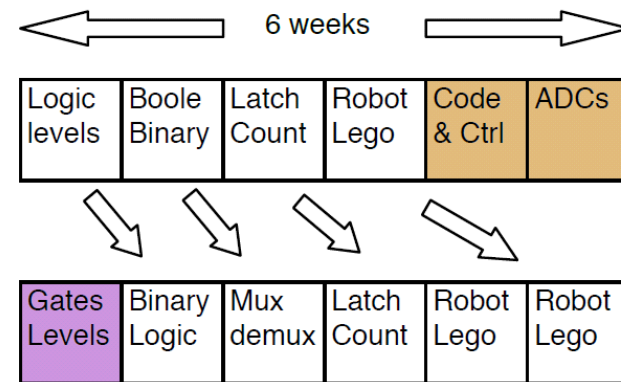 6 weeks
Logic levels
Boole Binary
Latch Count
Robot Lego
Code & Ctrl
ADCs
Gates Levels
Binary Logic
Mux demux
Latch Count
Robot Lego
Robot Lego